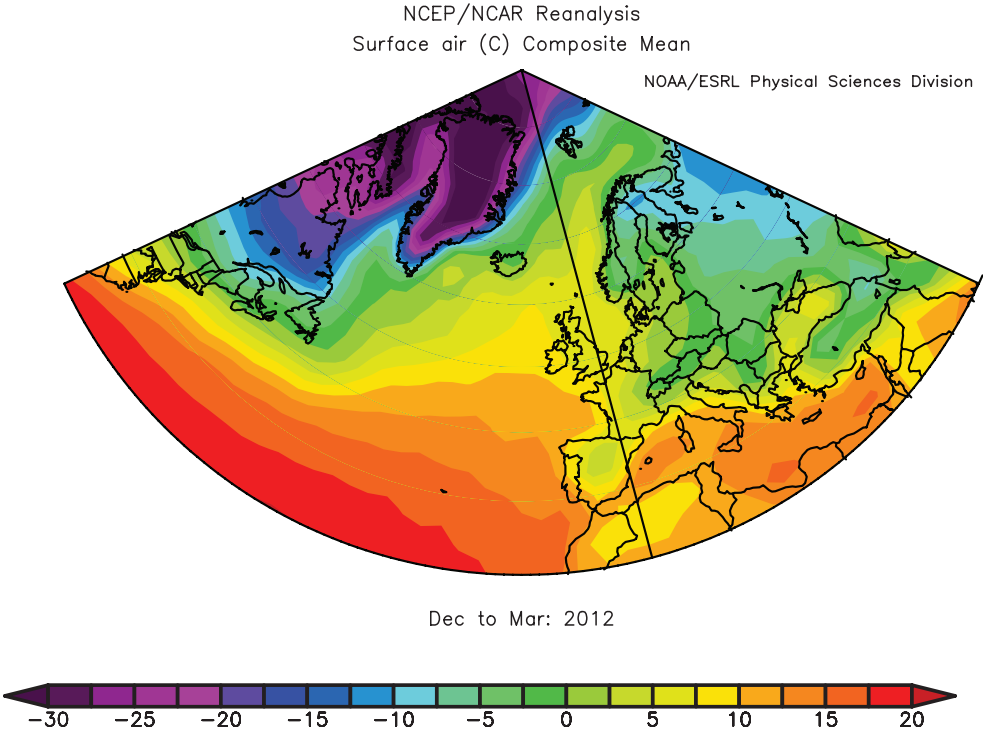 NCEP/NCAR Reanalysis
Surface air (C) Composite Mean
NOAA/ESRL Physical Sciences Division
Dec to Mar: 2012
−30 −25 −20 −15 −10 −5 0 5 10 15 20